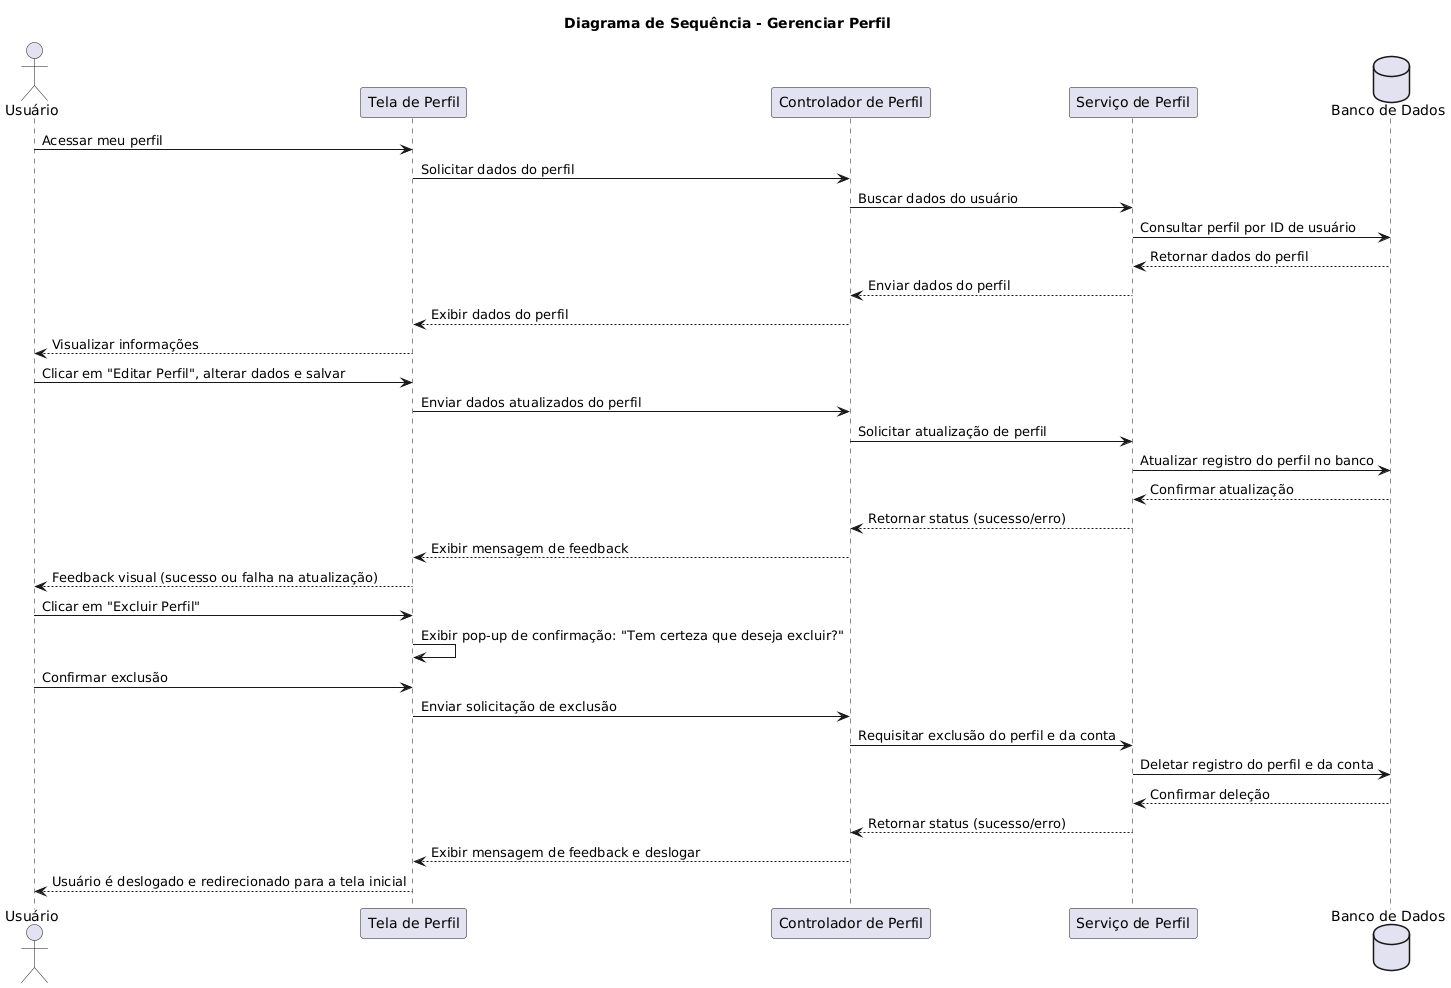 Diagrama de Sequência - Gerenciar Perfil
Usuário
Tela de Perfil
Controlador de Perfil
Serviço de Perfil
Banco de Dados
Acessar meu perfil
Solicitar dados do perfil
Buscar dados do usuário
Consultar perfil por ID de usuário
Retornar dados do perfil
Enviar dados do perfil
Exibir dados do perfil
Visualizar informações
Clicar em "Editar Perfil", alterar dados e salvar
Enviar dados atualizados do perfil
Solicitar atualização de perfil
Atualizar registro do perfil no banco
Confirmar atualização
Retornar status (sucesso/erro)
Exibir mensagem de feedback
Feedback visual (sucesso ou falha na atualização)
Clicar em "Excluir Perfil"
Exibir pop-up de confirmação: "Tem certeza que deseja excluir?"
Confirmar exclusão
Enviar solicitação de exclusão
Requisitar exclusão do perfil e da conta
Deletar registro do perfil e da conta
Confirmar deleção
Retornar status (sucesso/erro)
Exibir mensagem de feedback e deslogar
Usuário é deslogado e redirecionado para a tela inicial
Usuário
Tela de Perfil
Controlador de Perfil
Serviço de Perfil
Banco de Dados